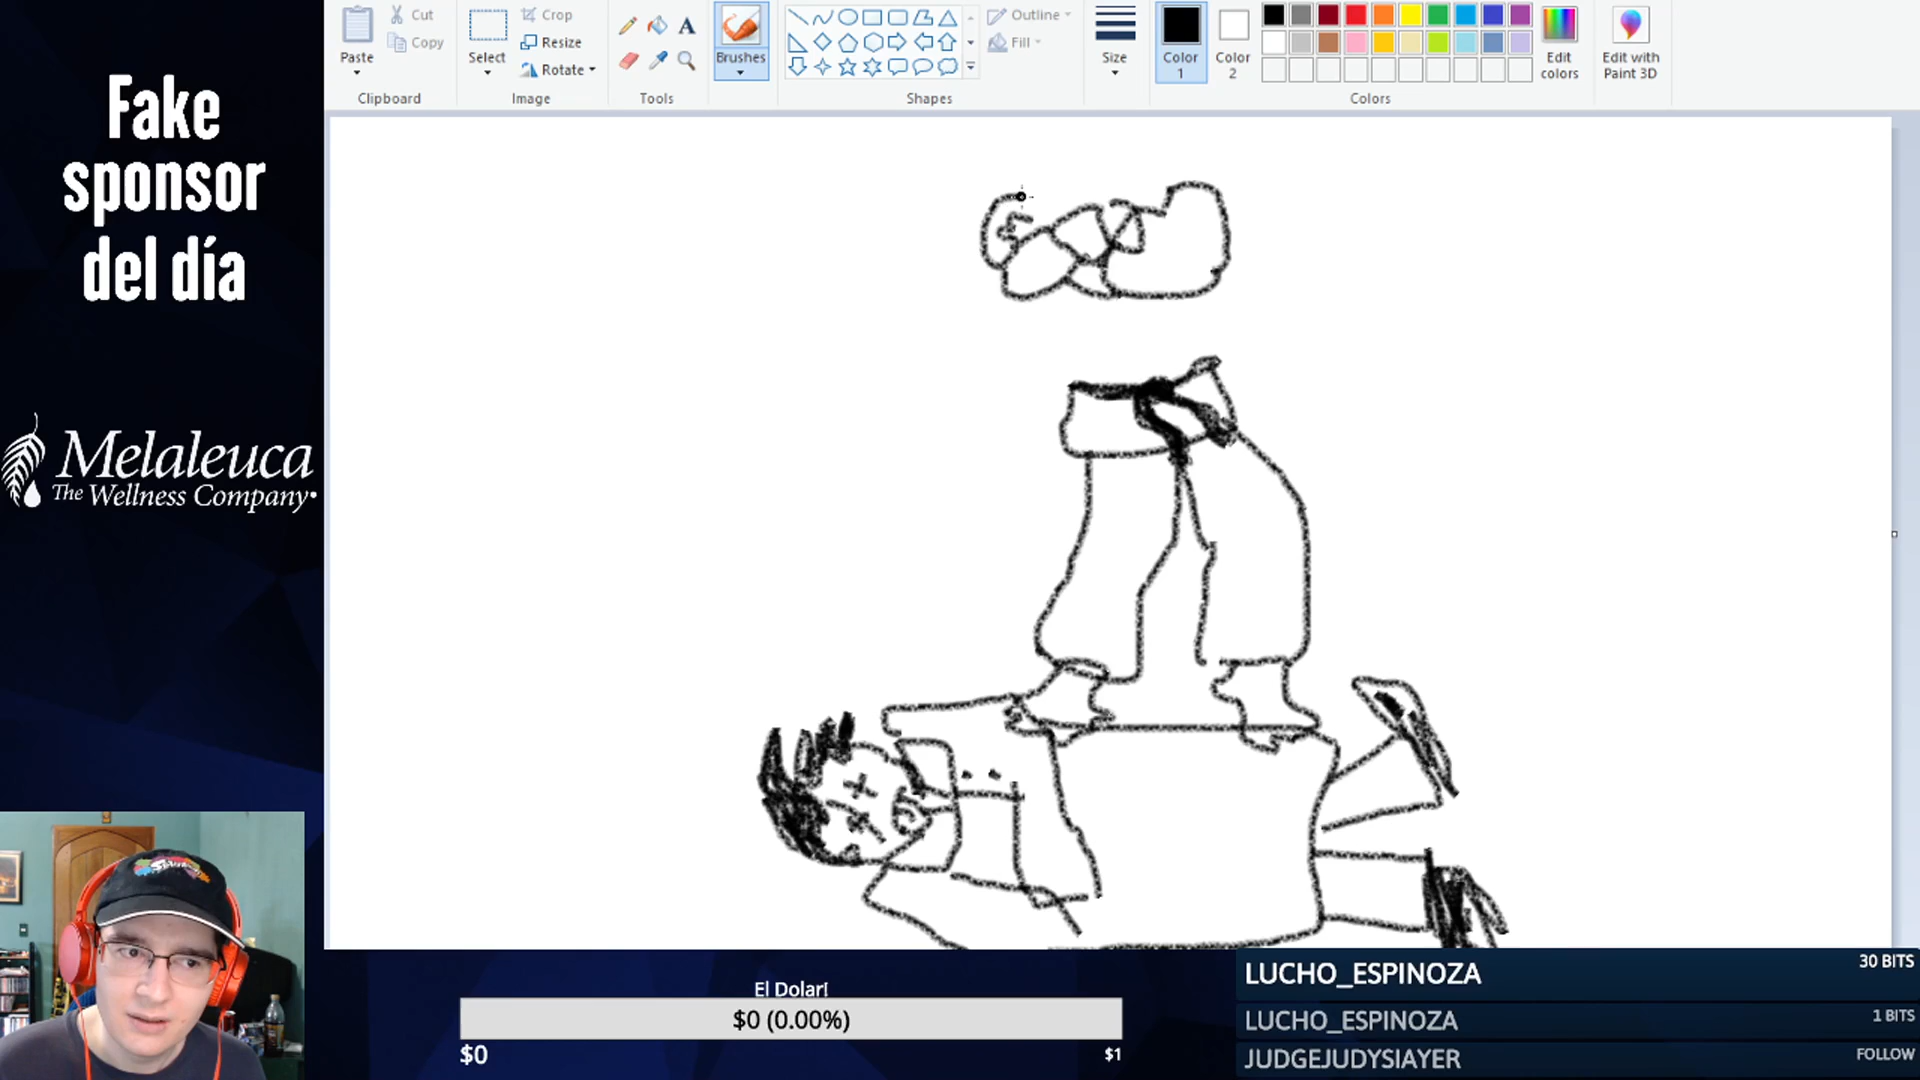 Fake
sponsor
del día
Melaleuca
The Wellness Company
Paste
Cut
Copy
Clipboard
Select
Crop
Resize
Rotate
Image
Tools
Brushes
Shapes
Outline
Fill
Size
Color
1
Color
2
Edit
colors
Edit with
Paint 3D
Colors
El Dolar!
$0 (0.00%)
$0
$1
LUCHO_ESPINOZA
30 BITS
LUCHO_ESPINOZA
1 BITS
JUDGEJUDYSIAYER
FOLLOW